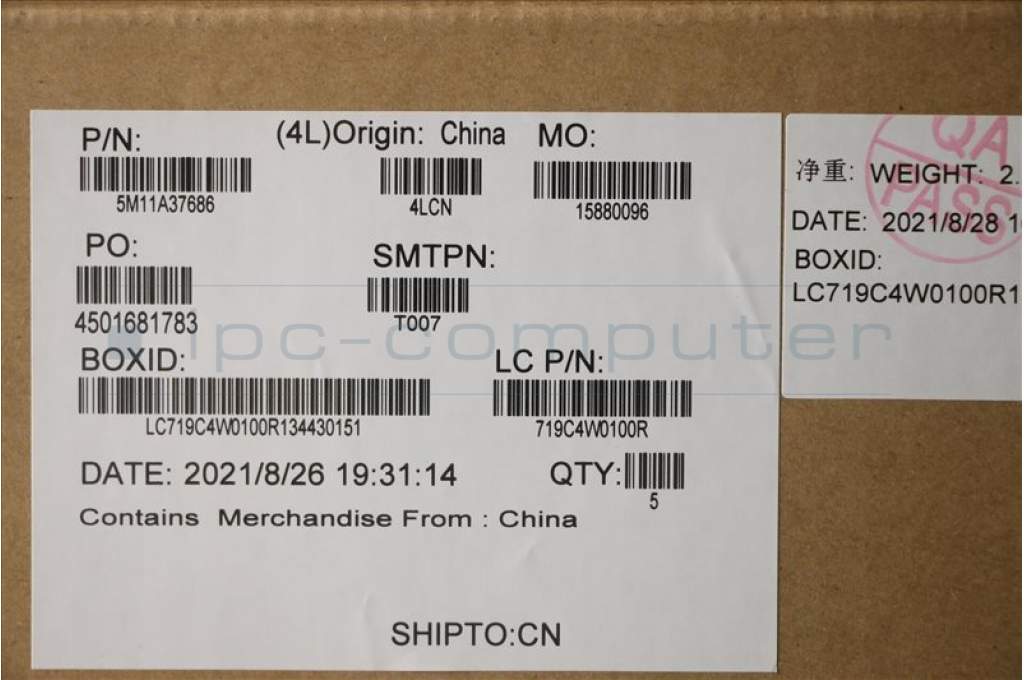 P/N: (4L)Origin: China MO:
5M11A37686 4LCN 15880096
PO: SMTPN:
4501681783 T007
BOXID: LC P/N:
LC719C4W0100R134430151 719C4W0100R
DATE: 2021/8/26 19:31:14 QTY:
5
Contains Merchandise From : China
SHIPTO:CN
QA
PASS
净重: WEIGHT: 2.
DATE: 2021/8/28 1
BOXID:
LC719C4W0100R1
ipc-computer